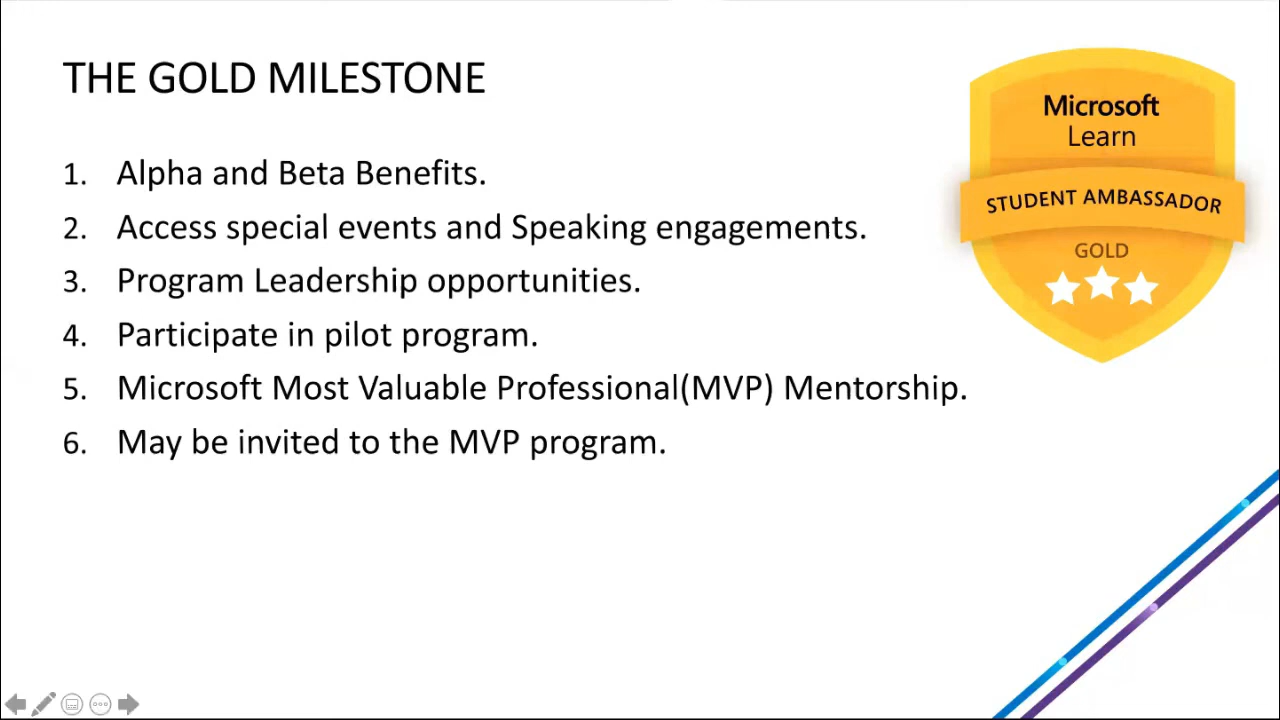 THE GOLD MILESTONE
1. Alpha and Beta Benefits.
2. Access special events and Speaking engagements.
3. Program Leadership opportunities.
4. Participate in pilot program.
5. Microsoft Most Valuable Professional(MVP) Mentorship.
6. May be invited to the MVP program.
Microsoft
Learn
STUDENT AMBASSADOR
GOLD